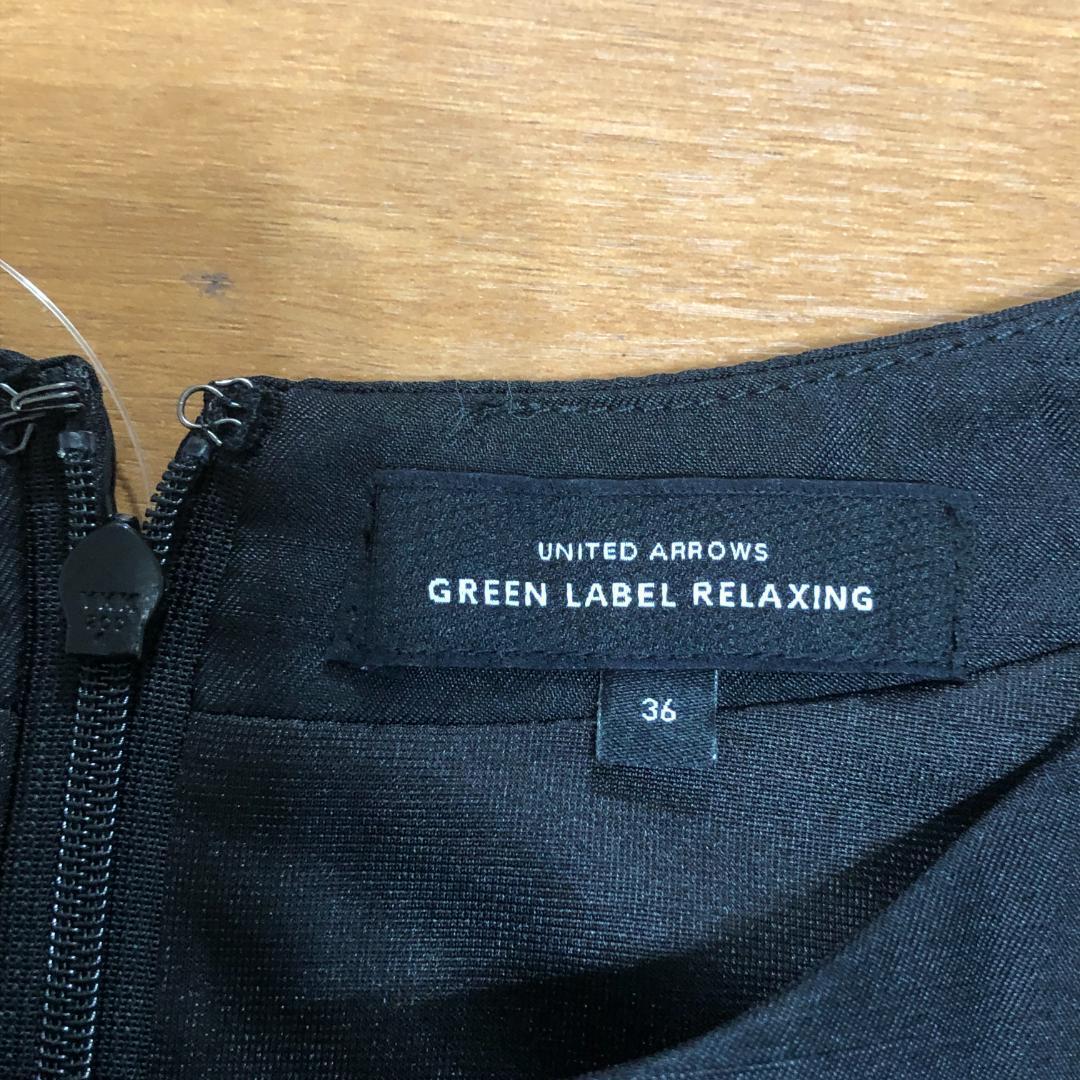 UNITED ARROWS
GREEN LABEL RELAXING
36